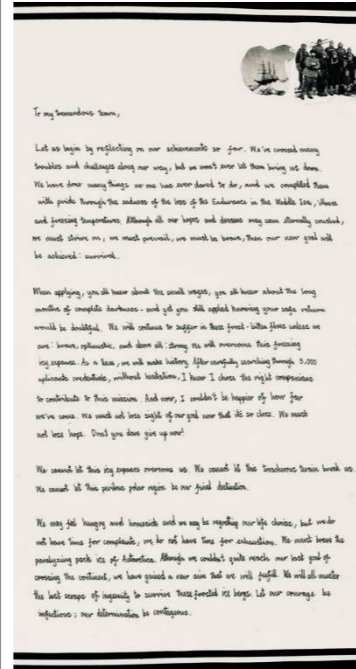 To my tremendous team,
Let us begin by reflecting on our achievements so far. We've crossed many
troubles and challenges along our way, but we won't ever let them bring us down.
We have done many things no one has ever dared to do, and we completed them
with pride through the sadness of the loss of the Endurance in the Weddle Sea, illness
and freezing temperatures. Although all our hopes and dreams may seem eternally crushed,
we must strive on, we must prevail, we must be brave, then our new goal will
be achieved: survival.
When applying, you all knew about the small wages, you all knew about the long
months of complete darkness - and yet you still applied knowing your safe return
would be doubtful. We will continue to suffer in these frost-bitten floes unless we
are: brave, optimistic, and above all: strong. We will overcome this freezing
icy expanse. As a team, we will make history. After carefully searching through 5,000
aplicants credentials, without hesitation, I knew I chose the right companions
to contribute to this mission. And now, I couldn't be happier of how far
we've come. We must not lose sight of our goal now that it's so close. We must
not lose hope. Don't you dare give up now!
We cannot let this icy expanse overcome us. We cannot let this treacherous terrain break us.
We cannot let this perilous polar region be our final destination.
We may feel hungry and homesick and we may be regretting our life choices, but we do
not have time for complaints, we do not have time for exhaustion. We must brave the
paralyzing pack ice of Antarctica. Although we couldn't quite reach our last goal of
crossing the continent, we have gained a new aim that we will fulfill. We will all muster
the last scraps of ingenuity to survive these frosted ice bergs. Let our courage be
infectious; our determination be contagious.